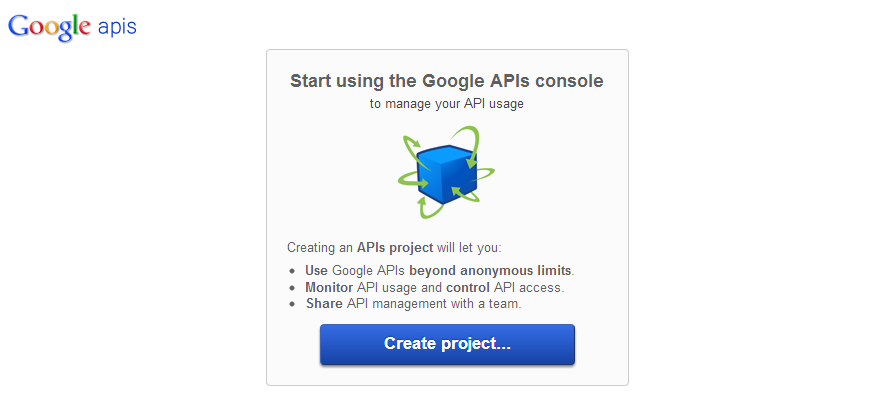 Google apis
Start using the Google APIs console
to manage your API usage
Creating an APIs project will let you:
• Use Google APIs beyond anonymous limits.
• Monitor API usage and control API access.
• Share API management with a team.
Create project...